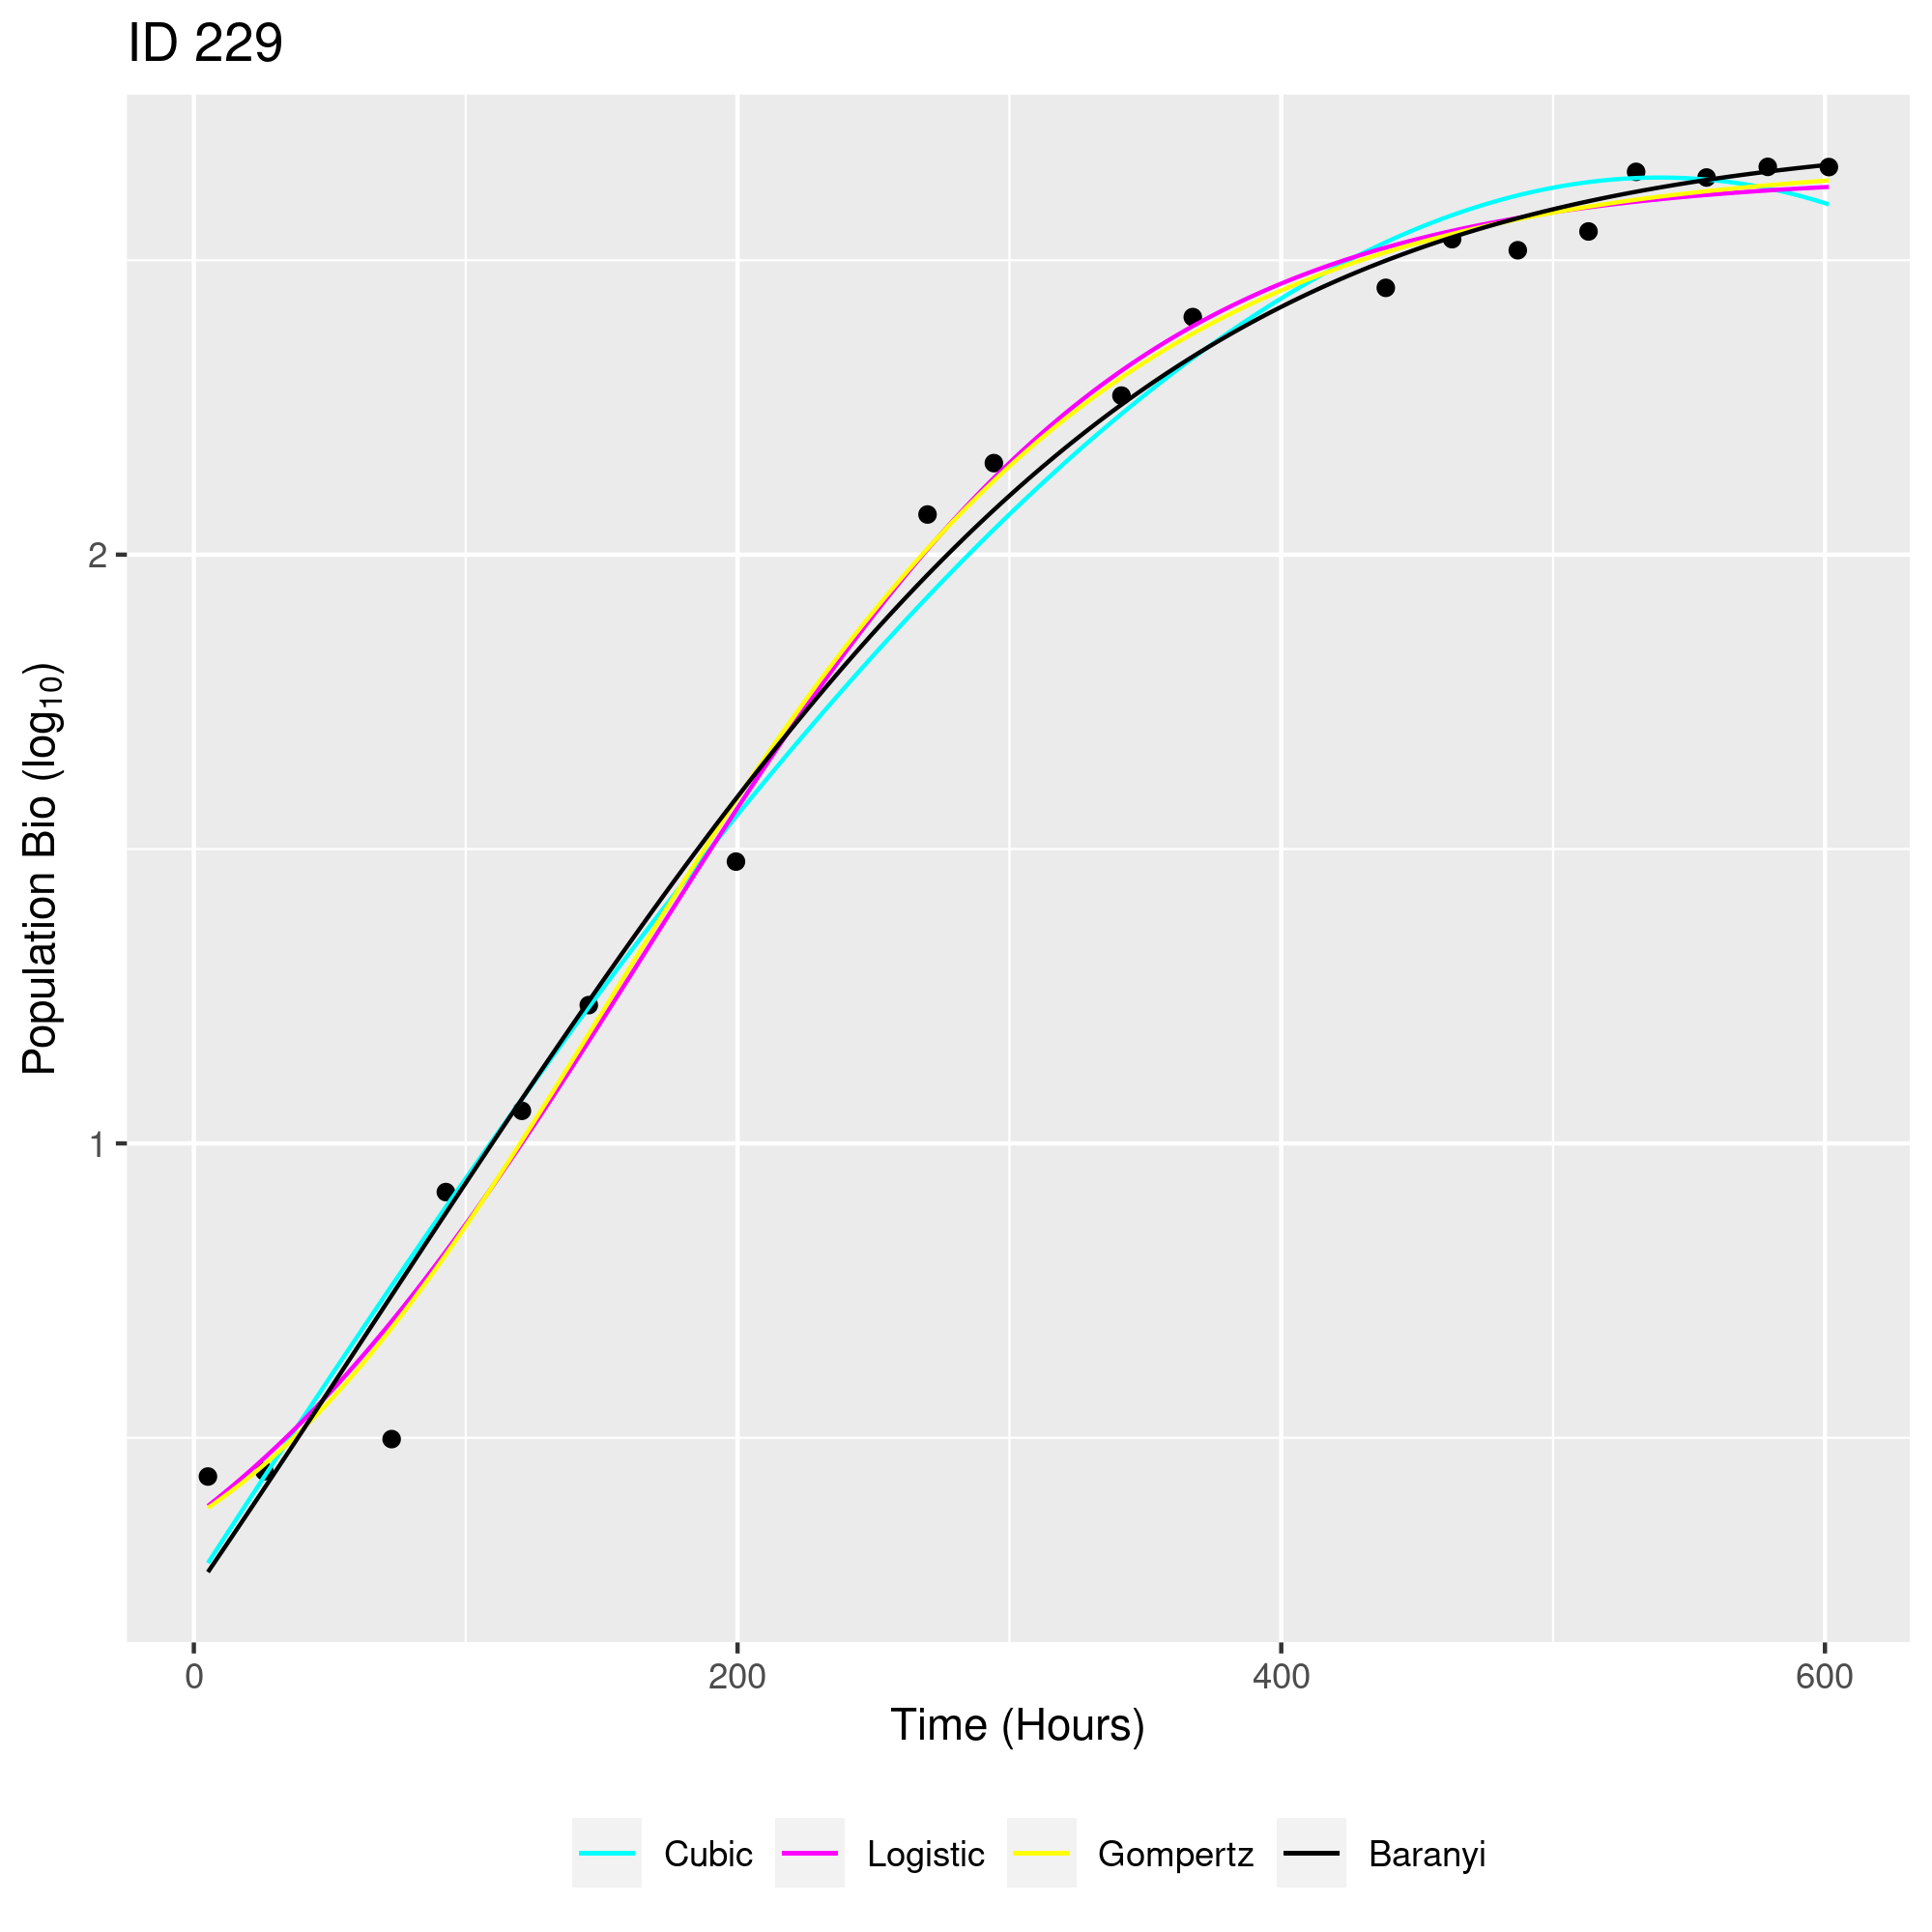 ID 229
Population Bio (log₁₀)
2
1
0 200 400 600
Time (Hours)
Cubic Logistic Gompertz Baranyi